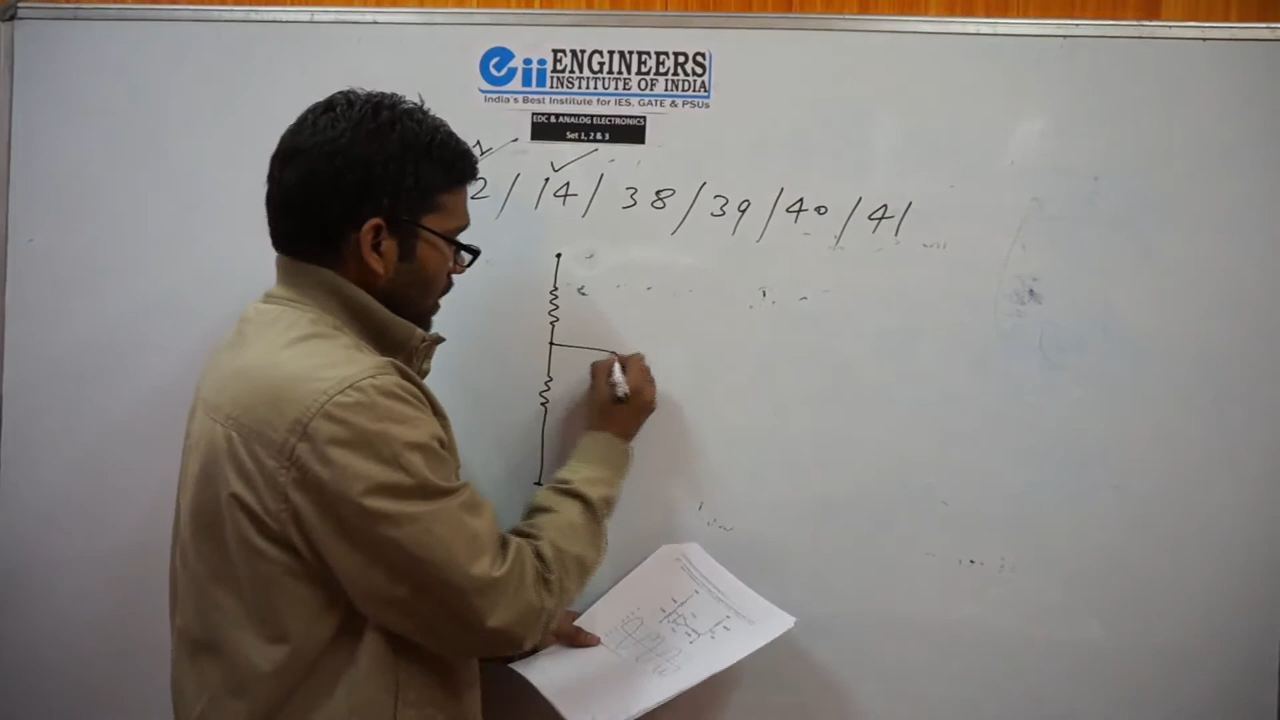 eii ENGINEERS
INSTITUTE OF INDIA
India's Best Institute for IES, GATE & PSUs
EDC & ANALOG ELECTRONICS
Set 1, 2 & 3
2 / 14 / 38 / 39 / 40 / 41